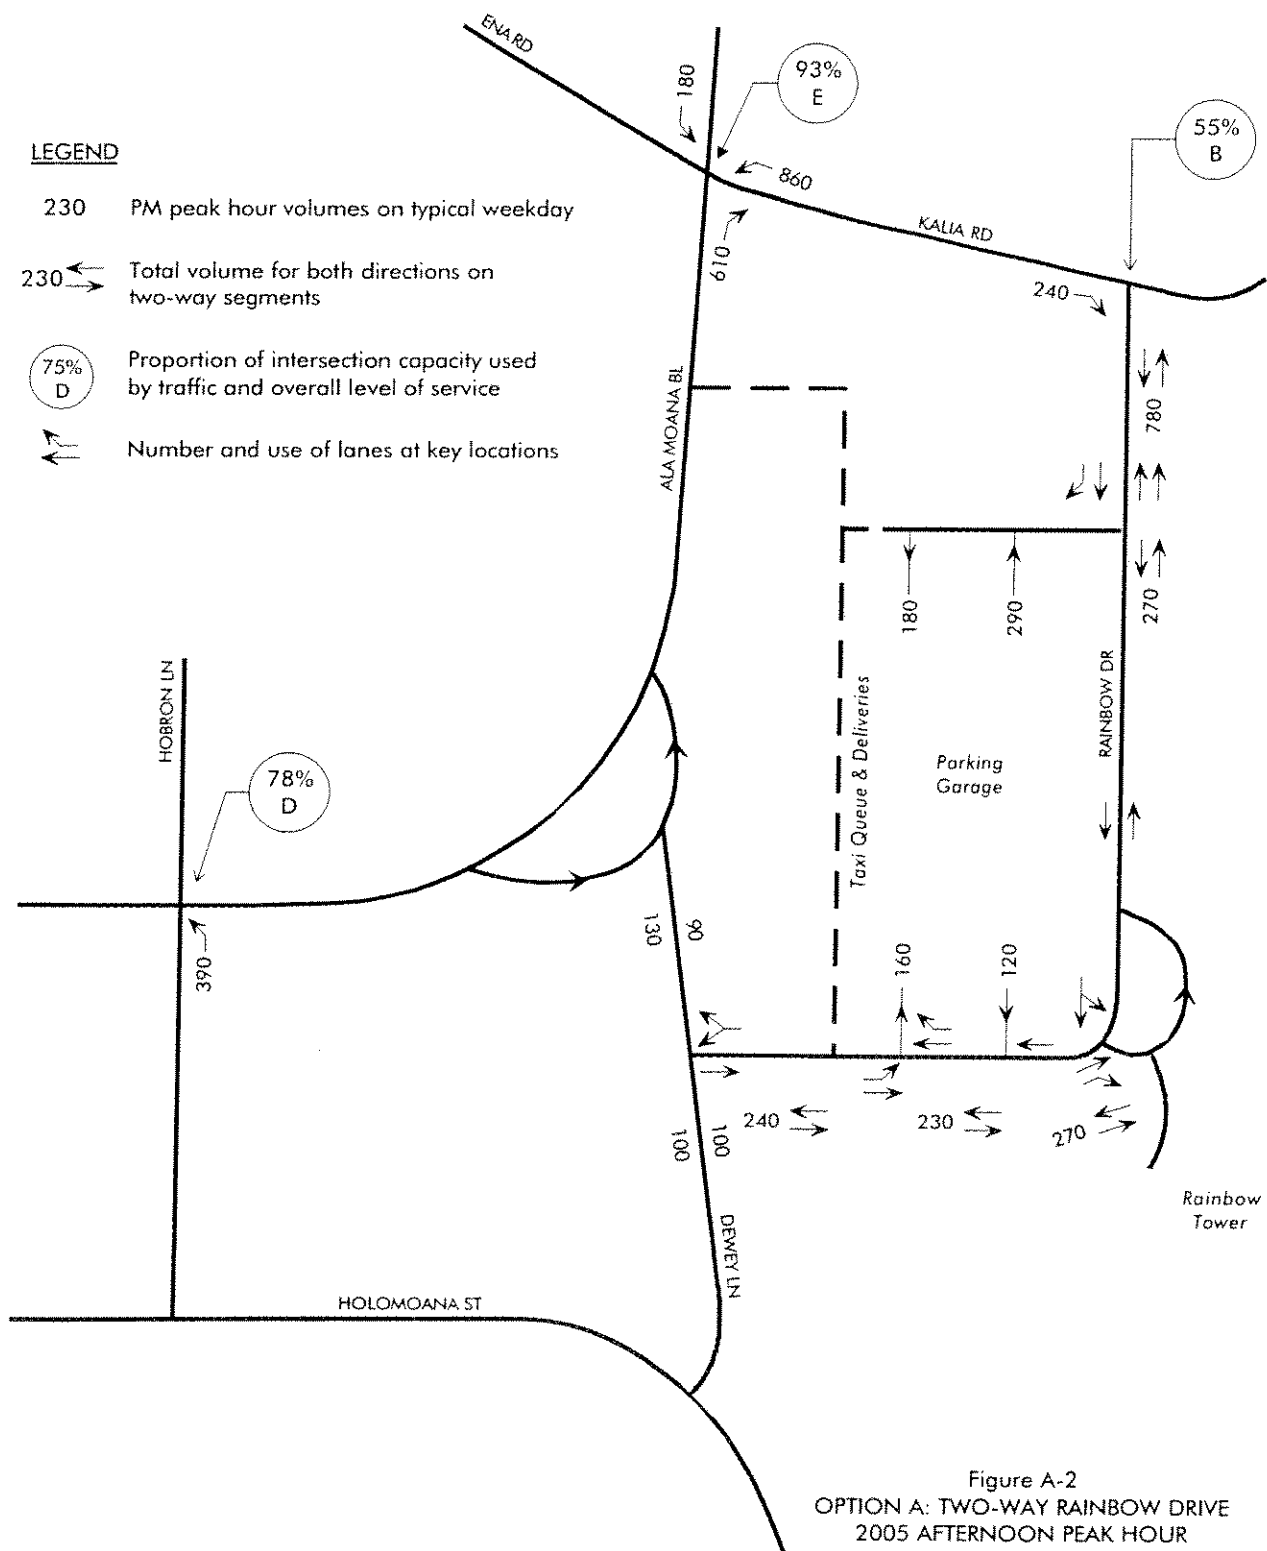 ENA RD
180
93%
E
55%
B
LEGEND
230 PM peak hour volumes on typical weekday
230 Total volume for both directions on
two-way segments
75%
D
Proportion of intersection capacity used
by traffic and overall level of service
Number and use of lanes at key locations
860
KALIA RD
610
240
780
ALA MOANA BL
180
290
270
HOBRON LN
RAINBOW DR
Taxi Queue & Deliveries
Parking
Garage
78%
D
390
130
90
160
120
240
230
270
100
100
Rainbow
Tower
DEWEY LN
HOLOMOANA ST
Figure A-2
OPTION A: TWO-WAY RAINBOW DRIVE
2005 AFTERNOON PEAK HOUR